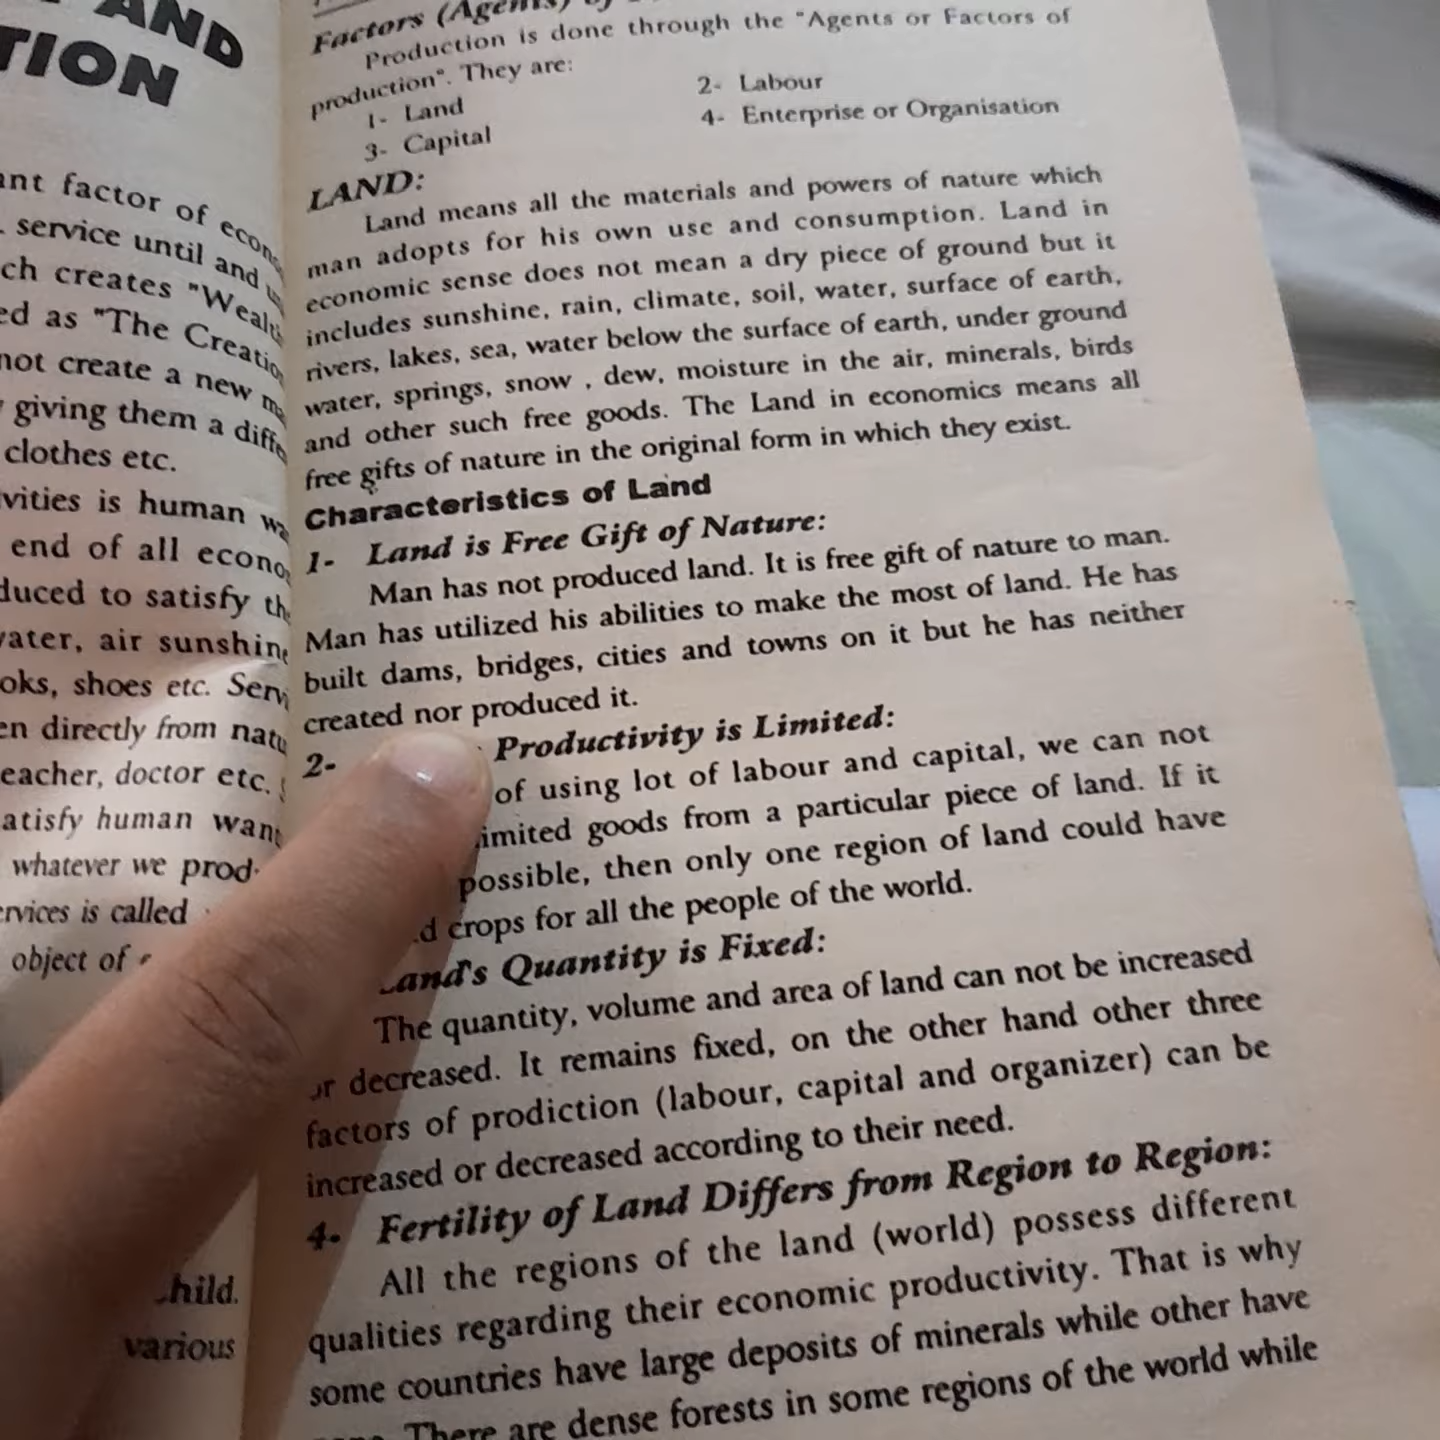 AND
TION
ant factor of
service until and
ch creates "Wealth
ed as "The Creation
not create a new
giving them a
clothes etc.
vities is human
end of all
duced to satisfy
water, air sunshine
oks, shoes etc.
en directly from
eacher, doctor etc.
atisfy human
whatever we
ervices is called
object of
hild.
various
Factors (Agents)
Production is done through the "Agents or Factors of
production". They are:
1- Land
2- Labour
3- Capital
4- Enterprise or Organisation
LAND:
Land means all the materials and powers of nature which
man adopts for his own use and consumption. Land in
economic sense does not mean a dry piece of ground but it
includes sunshine, rain, climate, soil, water, surface of earth,
rivers, lakes, sea, water below the surface of earth, under ground
water, springs, snow , dew, moisture in the air, minerals, birds
and other such free goods. The Land in economics means all
free gifts of nature in the original form in which they exist.
Characteristics of Land
1- Land is Free Gift of Nature:
Man has not produced land. It is free gift of nature to man.
Man has utilized his abilities to make the most of land. He has
built dams, bridges, cities and towns on it but he has neither
created nor produced it.
2- Productivity is Limited:
of using lot of labour and capital, we can not
imited goods from a particular piece of land. If it
possible, then only one region of land could have
d crops for all the people of the world.
Land's Quantity is Fixed:
The quantity, volume and area of land can not be increased
or decreased. It remains fixed, on the other hand other three
factors of prodiction (labour, capital and organizer) can be
increased or decreased according to their need.
4- Fertility of Land Differs from Region to Region:
All the regions of the land (world) possess different
qualities regarding their economic productivity. That is why
some countries have large deposits of minerals while other have
There are dense forests in some regions of the world while